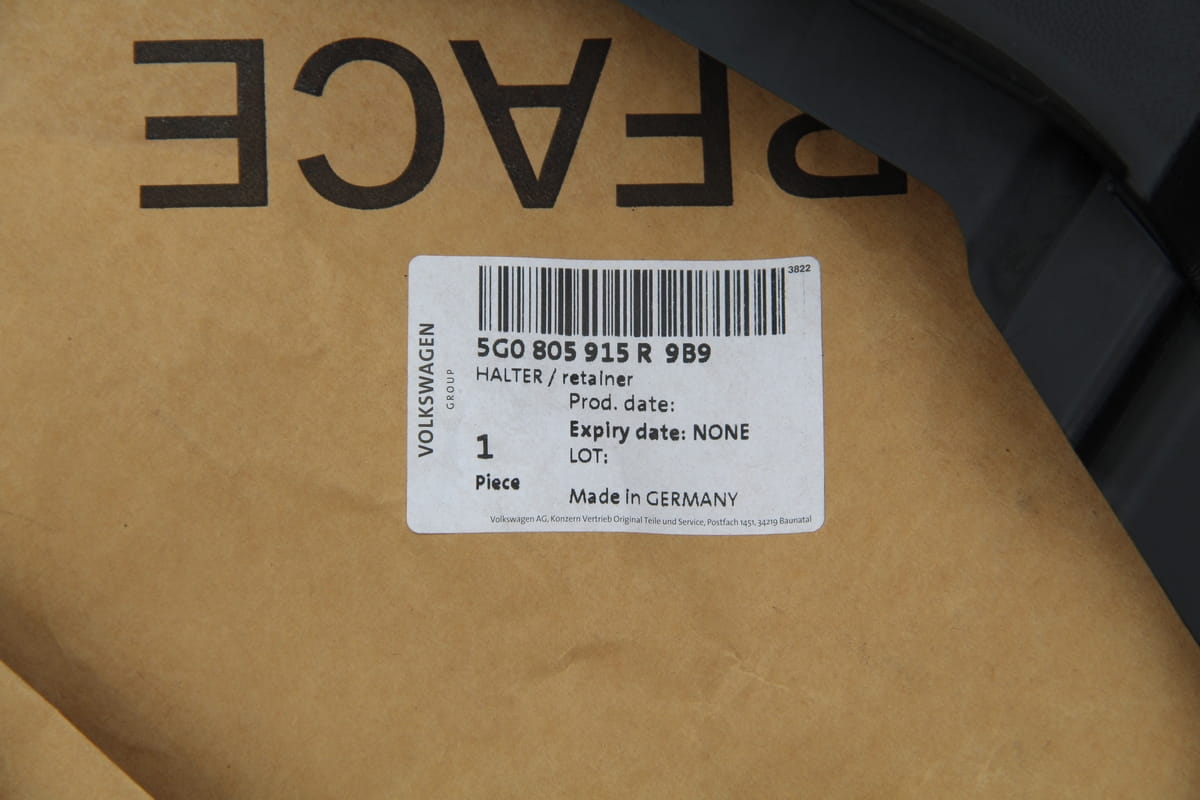 RFACE
3822
VOLKSWAGEN
GROUP
5G0 805 915 R 9B9
HALTER / retainer
Prod. date:
Expiry date: NONE
1
LOT:
Piece
Made in GERMANY
Volkswagen AG, Konzern Vertrieb Original Teile und Service, Postfach 1451, 34219 Baunatal